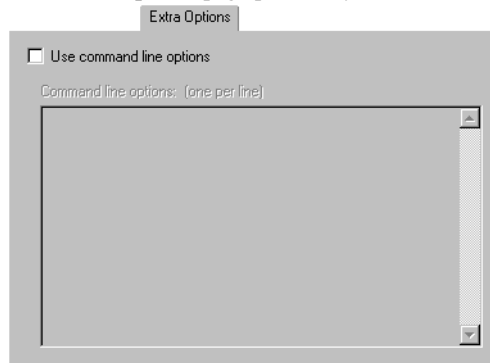 Extra Options
Use command line options
Command line options: (one per line)